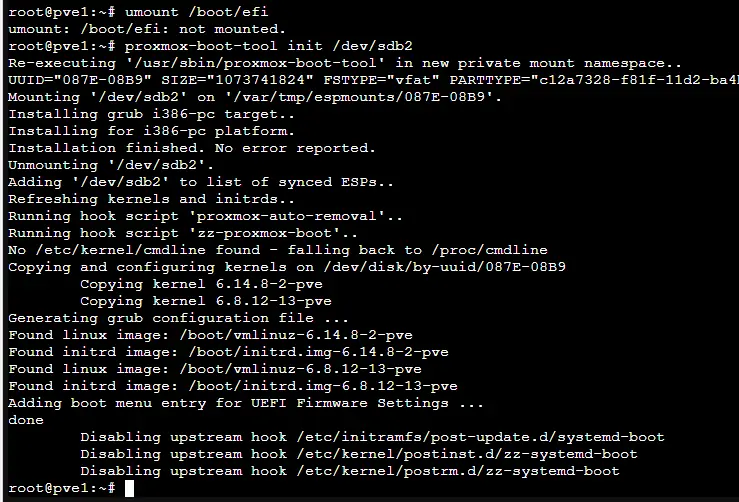 root@pve1:~# umount /boot/efi
umount: /boot/efi: not mounted.
root@pve1:~# proxmox-boot-tool init /dev/sdb2
Re-executing '/usr/sbin/proxmox-boot-tool' in new private mount namespace..
UUID="087E-08B9" SIZE="1073741824" FSTYPE="vfat" PARTTYPE="c12a7328-f81f-11d2-ba4
Mounting '/dev/sdb2' on '/var/tmp/espmounts/087E-08B9'.
Installing grub i386-pc target..
Installing for i386-pc platform.
Installation finished. No error reported.
Unmounting '/dev/sdb2'.
Adding '/dev/sdb2' to list of synced ESPs..
Refreshing kernels and initrds..
Running hook script 'proxmox-auto-removal'..
Running hook script 'zz-proxmox-boot'..
No /etc/kernel/cmdline found - falling back to /proc/cmdline
Copying and configuring kernels on /dev/disk/by-uuid/087E-08B9
        Copying kernel 6.14.8-2-pve
        Copying kernel 6.8.12-13-pve
Generating grub configuration file ...
Found linux image: /boot/vmlinuz-6.14.8-2-pve
Found initrd image: /boot/initrd.img-6.14.8-2-pve
Found linux image: /boot/vmlinuz-6.8.12-13-pve
Found initrd image: /boot/initrd.img-6.8.12-13-pve
Adding boot menu entry for UEFI Firmware Settings ...
done
        Disabling upstream hook /etc/initramfs/post-update.d/systemd-boot
        Disabling upstream hook /etc/kernel/postinst.d/zz-systemd-boot
        Disabling upstream hook /etc/kernel/postrm.d/zz-systemd-boot
root@pve1:~#